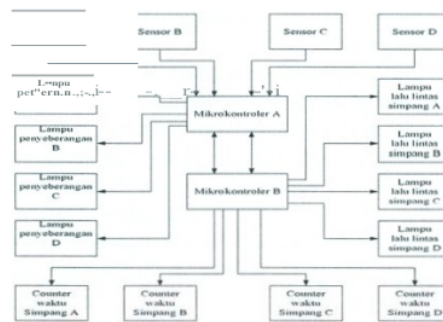 Sensor B
Sensor C
Sensor D
Mikrokontroler A
Lampu
lalu lintas
simpang A
Lampu
penyeberangan
B
Lampu
lalu lintas
simpang B
Lampu
penyeberangan
C
Mikrokontroler B
Lampu
lalu lintas
simpang C
Lampu
penyeberangan
D
Lampu
lalu lintas
simpang D
Counter
waktu
Simpang A
Counter
waktu
Simpang B
Counter
waktu
Simpang C
Counter
waktu